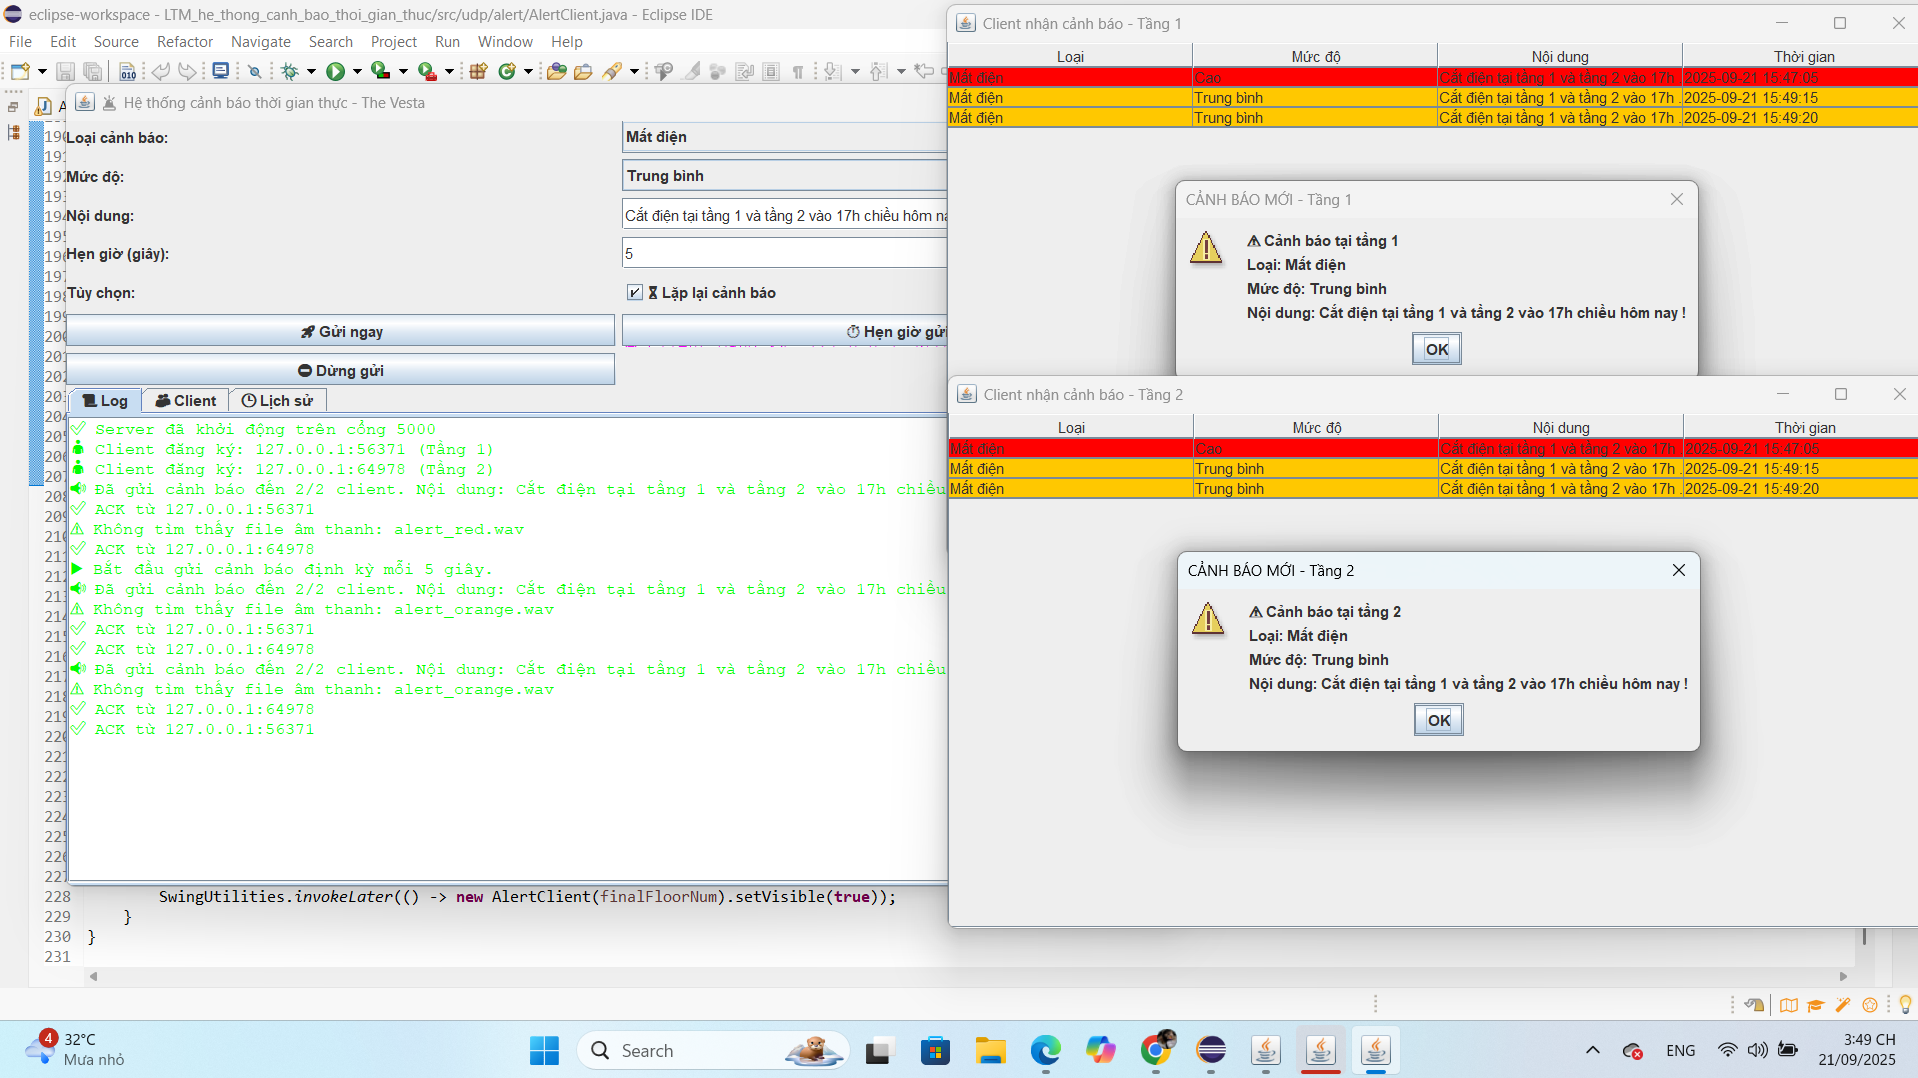 eclipse-workspace - LTM_he_thong_canh_bao_thoi_gian_thuc/src/udp/alert/AlertClient.java - Eclipse IDE
File Edit Source Refactor Navigate Search Project Run Window Help
Hệ thống cảnh báo thời gian thực - The Vesta
Loại cảnh báo: Mất điện
Mức độ: Trung bình
Nội dung: Cắt điện tại tầng 1 và tầng 2 vào 17h chiều hôm
Hẹn giờ (giây): 5
Tùy chọn: Lặp lại cảnh báo
Gửi ngay Hẹn giờ gửi
Dừng gửi
Log Client Lịch sử
Server đã khởi động trên cổng 5000
Client đăng ký: 127.0.0.1:56371 (Tầng 1)
Client đăng ký: 127.0.0.1:64978 (Tầng 2)
Đã gửi cảnh báo đến 2/2 client. Nội dung: Cắt điện tại tầng 1 và tầng 2 vào 17h chiều
ACK từ 127.0.0.1:56371
Không tìm thấy file âm thanh: alert_red.wav
ACK từ 127.0.0.1:64978
Bắt đầu gửi cảnh báo định kỳ mỗi 5 giây.
Đã gửi cảnh báo đến 2/2 client. Nội dung: Cắt điện tại tầng 1 và tầng 2 vào 17h chiều
Không tìm thấy file âm thanh: alert_orange.wav
ACK từ 127.0.0.1:56371
ACK từ 127.0.0.1:64978
Đã gửi cảnh báo đến 2/2 client. Nội dung: Cắt điện tại tầng 1 và tầng 2 vào 17h chiều
Không tìm thấy file âm thanh: alert_orange.wav
ACK từ 127.0.0.1:64978
ACK từ 127.0.0.1:56371
228 SwingUtilities.invokeLater(() -> new AlertClient(finalFloorNum).setVisible(true));
229 }
230 }
231
Client nhận cảnh báo - Tầng 1
Loại Mức độ Nội dung Thời gian
Mất điện Cao Cắt điện tại tầng 1 và tầng 2 vào 17h ... 2025-09-21 15:47:05
Mất điện Trung bình Cắt điện tại tầng 1 và tầng 2 vào 17h ... 2025-09-21 15:49:15
Mất điện Trung bình Cắt điện tại tầng 1 và tầng 2 vào 17h ... 2025-09-21 15:49:20
CẢNH BÁO MỚI - Tầng 1
⚠ Cảnh báo tại tầng 1
Loại: Mất điện
Mức độ: Trung bình
Nội dung: Cắt điện tại tầng 1 và tầng 2 vào 17h chiều hôm nay !
OK
Client nhận cảnh báo - Tầng 2
Loại Mức độ Nội dung Thời gian
Mất điện Cao Cắt điện tại tầng 1 và tầng 2 vào 17h ... 2025-09-21 15:47:05
Mất điện Trung bình Cắt điện tại tầng 1 và tầng 2 vào 17h ... 2025-09-21 15:49:15
Mất điện Trung bình Cắt điện tại tầng 1 và tầng 2 vào 17h ... 2025-09-21 15:49:20
CẢNH BÁO MỚI - Tầng 2
⚠ Cảnh báo tại tầng 2
Loại: Mất điện
Mức độ: Trung bình
Nội dung: Cắt điện tại tầng 1 và tầng 2 vào 17h chiều hôm nay !
OK
4 32°C
Mưa nhỏ
Search
ENG
3:49 CH
21/09/2025